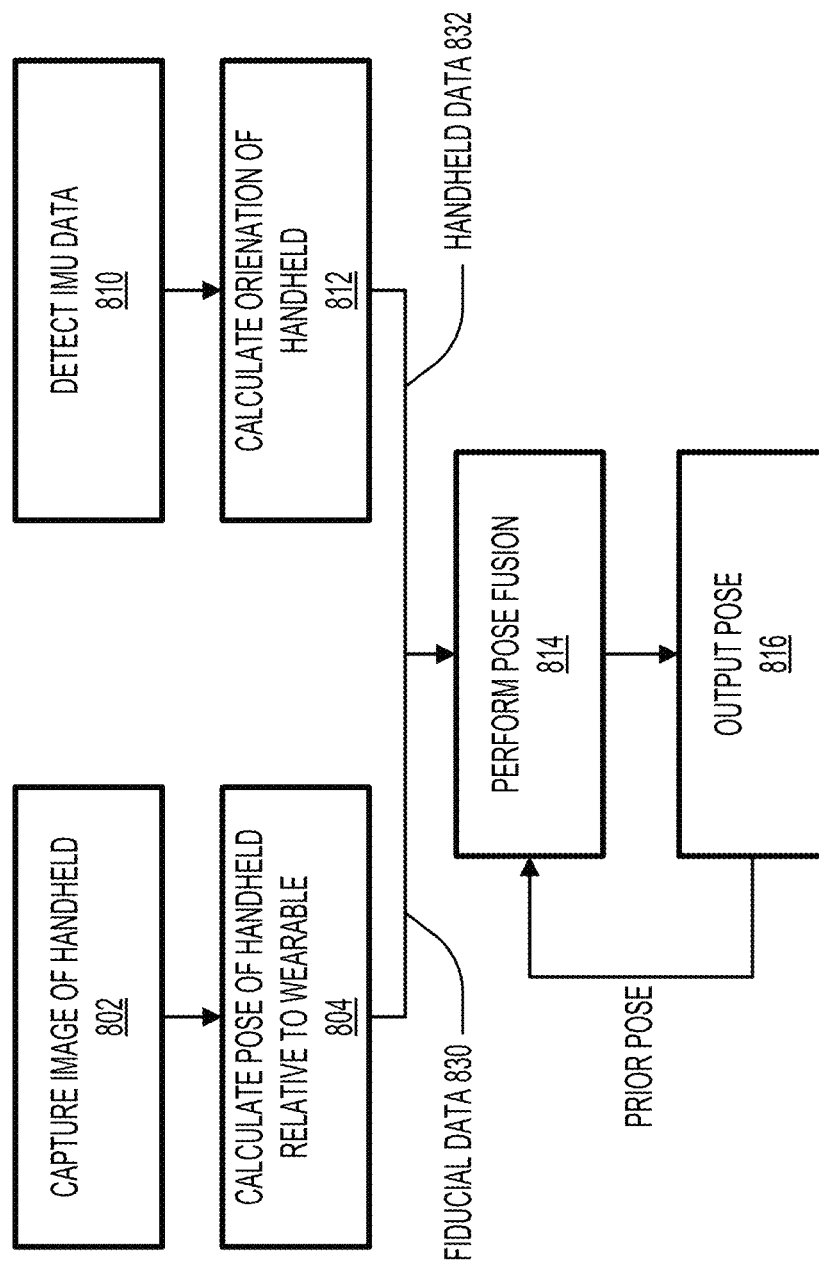 CAPTURE IMAGE OF HANDHELD
802
CALCULATE POSE OF HANDHELD
RELATIVE TO WEARABLE
804
FIDUCIAL DATA 830
DETECT IMU DATA
810
CALCULATE ORIENATION OF
HANDHELD
812
HANDHELD DATA 832
PERFORM POSE FUSION
814
PRIOR POSE
OUTPUT POSE
816